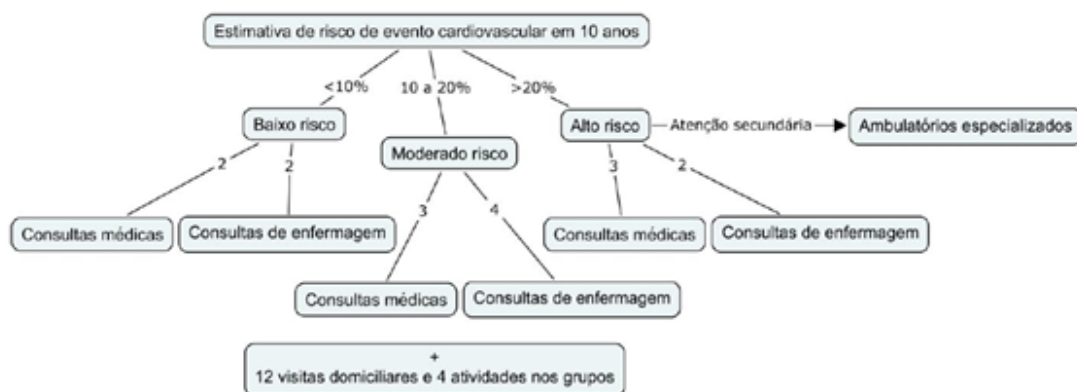 Estimativa de risco de evento cardiovascular em 10 anos
<10%
10 a 20%
>20%
Baixo risco
Moderado risco
Alto risco
Atenção secundária
Ambulatórios especializados
2
2
3
4
3
2
Consultas médicas
Consultas de enfermagem
Consultas médicas
Consultas de enfermagem
Consultas médicas
Consultas de enfermagem
+
12 visitas domiciliares e 4 atividades nos grupos